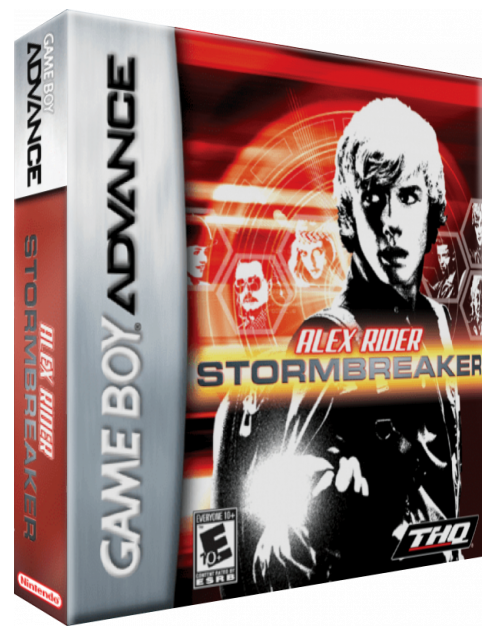 GAME BOY
ADVANCE
ALEX RIDER
STORMBREAKER
Nintendo
GAME BOY ADVANCE
ALEX RIDER
STORMBREAKER
EVERYONE 10+
E
10+
CONTENT RATED BY
ESRB
THQ